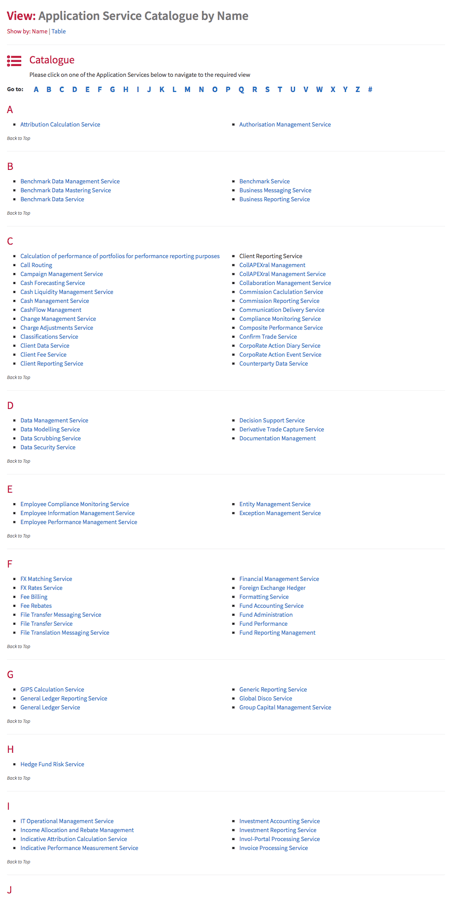 View: Application Service Catalogue by Name
Show by: Name | Table
Catalogue
Please click on one of the Application Services below to navigate to the required view
Go to: A B C D E F G H I J K L M N O P Q R S T U V W X Y Z #
A
Attribution Calculation Service
Authorisation Management Service
Back to Top
B
Benchmark Data Management Service
Benchmark Data Mastering Service
Benchmark Data Service
Benchmark Service
Business Messaging Service
Business Reporting Service
Back to Top
C
Calculation of performance of portfolios for performance reporting purposes
Call Routing
Campaign Management Service
Cash Forecasting Service
Cash Liquidity Management Service
Cash Management Service
CashFlow Management
Change Management Service
Charge Adjustments Service
Classifications Service
Client Data Service
Client Fee Service
Client Reporting Service
Client Reporting Service
CollAPEXral Management
CollAPEXral Management Service
Collaboration Management Service
Commission Caclulation Service
Commission Reporting Service
Communication Delivery Service
Compliance Monitoring Service
Composite Performance Service
Confirm Trade Service
CorpoRate Action Diary Service
CorpoRate Action Event Service
Counterparty Data Service
Back to Top
D
Data Management Service
Data Modelling Service
Data Scrubbing Service
Data Security Service
Decision Support Service
Derivative Trade Capture Service
Documentation Management
Back to Top
E
Employee Compliance Monitoring Service
Employee Information Management Service
Employee Performance Management Service
Entity Management Service
Exception Management Service
Back to Top
F
FX Matching Service
FX Rates Service
Fee Billing
Fee Rebates
File Transfer Messaging Service
File Transfer Service
File Translation Messaging Service
Financial Management Service
Foreign Exchange Hedger
Formatting Service
Fund Accounting Service
Fund Administration
Fund Performance
Fund Reporting Management
Back to Top
G
GIPS Calculation Service
General Ledger Reporting Service
General Ledger Service
Generic Reporting Service
Global Disco Service
Group Capital Management Service
Back to Top
H
Hedge Fund Risk Service
Back to Top
I
IT Operational Management Service
Income Allocation and Rebate Management
Indicative Attribution Calculation Service
Indicative Performance Measurement Service
Investment Accounting Service
Investment Reporting Service
Invol-Portal Processing Service
Invoice Processing Service
Back to Top
J